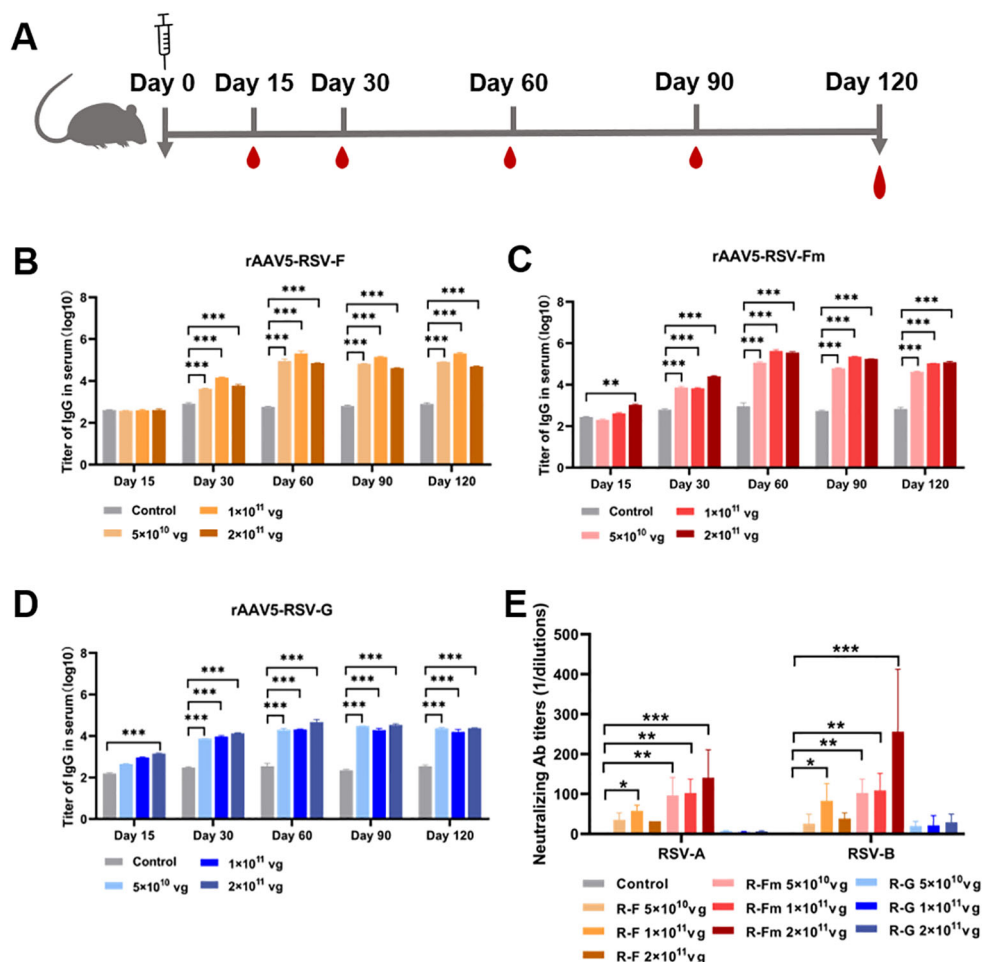 A
Day 0 Day 15 Day 30 Day 60 Day 90 Day 120
B
rAAV5-RSV-F
Titer of IgG in serum(log10)
8
6
4
2
0
*** *** ***
*** *** ***
*** *** ***
*** *** ***
Day 15 Day 30 Day 60 Day 90 Day 120
Control 1×10¹¹ vg
5×10¹⁰ vg 2×10¹¹ vg
C
rAAV5-RSV-Fm
Titer of IgG in serum(log10)
8
6
4
2
0
**
*** *** ***
*** *** ***
*** *** ***
*** *** ***
Day 15 Day 30 Day 60 Day 90 Day 120
Control 1×10¹¹ vg
5×10¹⁰ vg 2×10¹¹ vg
D
rAAV5-RSV-G
Titer of IgG in serum(log10)
8
6
4
2
0
***
*** *** ***
*** *** ***
*** *** ***
*** *** ***
Day 15 Day 30 Day 60 Day 90 Day 120
Control 1×10¹¹ vg
5×10¹⁰ vg 2×10¹¹ vg
E
Neutralizing Ab titers (1/dilutions)
500
400
300
200
100
0
* ** ** ***
* ** ** ***
RSV-A RSV-B
Control R-Fm 5×10¹⁰vg R-G 5×10¹⁰vg
R-F 5×10¹⁰vg R-Fm 1×10¹¹vg R-G 1×10¹¹vg
R-F 1×10¹¹vg R-Fm 2×10¹¹vg R-G 2×10¹¹vg
R-F 2×10¹¹vg